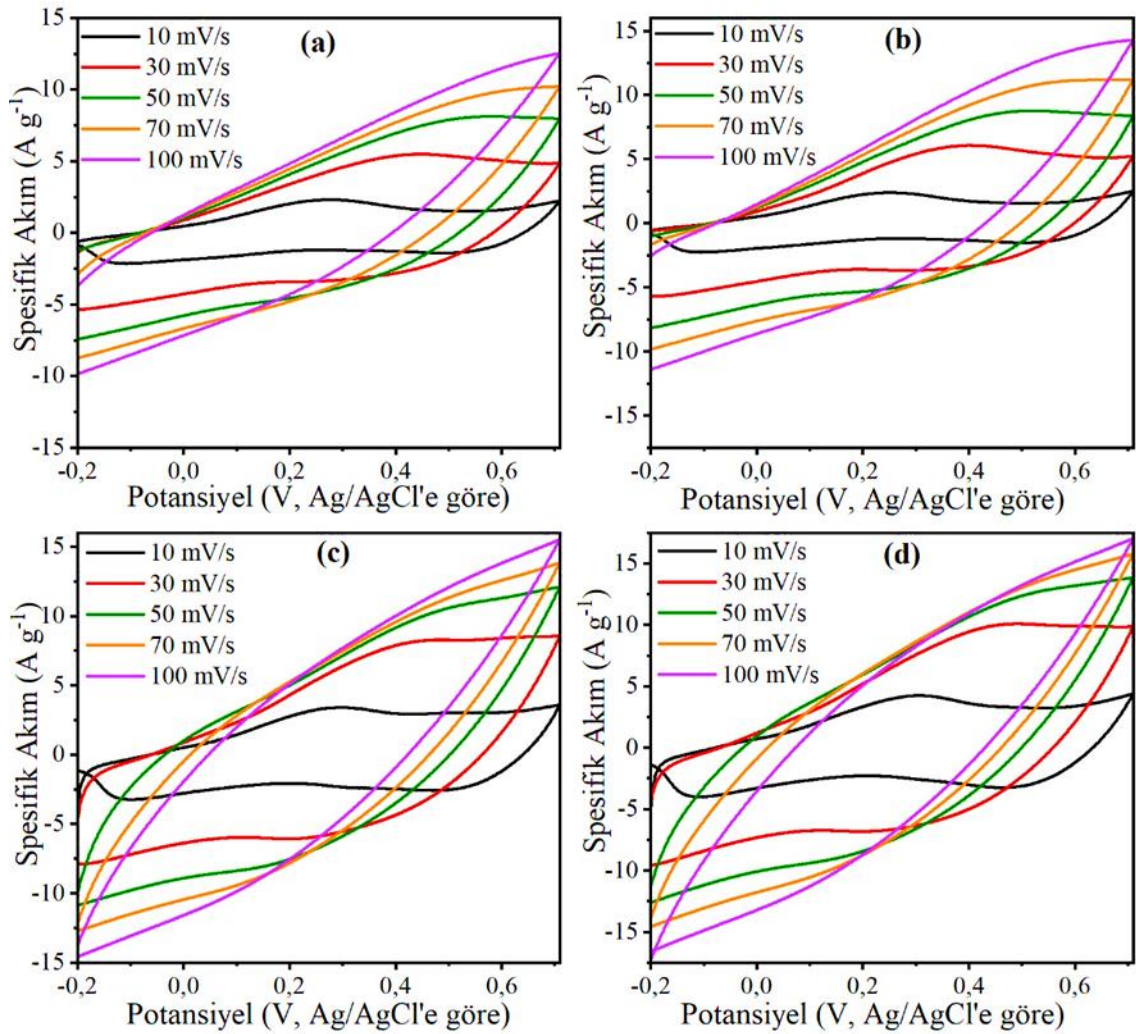 (a)
10 mV/s
30 mV/s
50 mV/s
70 mV/s
100 mV/s
15
10
5
0
-5
-10
-15
Spesifik Akım (A g-1)
-0,2 0,0 0,2 0,4 0,6
Potansiyel (V, Ag/AgCl'e göre)
(b)
10 mV/s
30 mV/s
50 mV/s
70 mV/s
100 mV/s
15
10
5
0
-5
-10
-15
Spesifik Akım (A g-1)
-0,2 0,0 0,2 0,4 0,6
Potansiyel (V, Ag/AgCl'e göre)
(c)
10 mV/s
30 mV/s
50 mV/s
70 mV/s
100 mV/s
15
10
5
0
-5
-10
-15
Spesifik Akım (A g-1)
-0,2 0,0 0,2 0,4 0,6
Potansiyel (V, Ag/AgCl'e göre)
(d)
10 mV/s
30 mV/s
50 mV/s
70 mV/s
100 mV/s
15
10
5
0
-5
-10
-15
Spesifik Akım (A g-1)
-0,2 0,0 0,2 0,4 0,6
Potansiyel (V, Ag/AgCl'e göre)